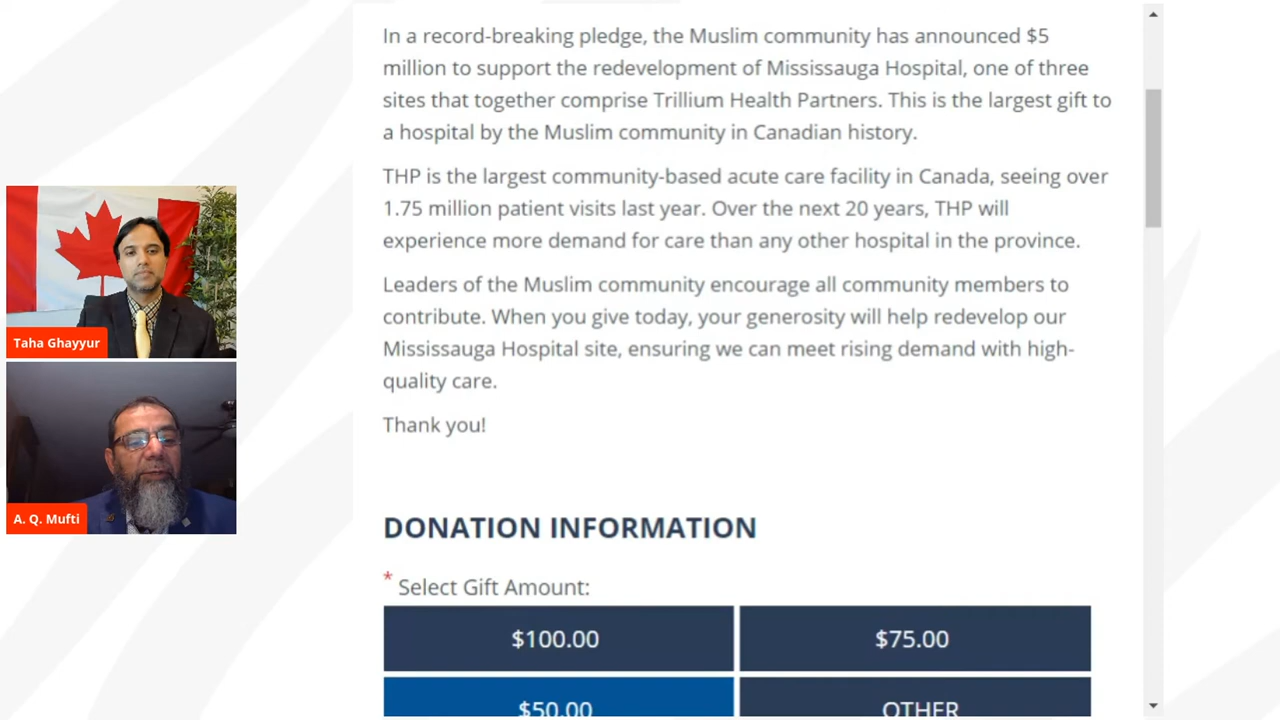 In a record-breaking pledge, the Muslim community has announced $5
million to support the redevelopment of Mississauga Hospital, one of three
sites that together comprise Trillium Health Partners. This is the largest gift to
a hospital by the Muslim community in Canadian history.
THP is the largest community-based acute care facility in Canada, seeing over
1.75 million patient visits last year. Over the next 20 years, THP will
experience more demand for care than any other hospital in the province.
Leaders of the Muslim community encourage all community members to
contribute. When you give today, your generosity will help redevelop our
Mississauga Hospital site, ensuring we can meet rising demand with high-
quality care.
Thank you!
DONATION INFORMATION
* Select Gift Amount:
$100.00
$75.00
$50.00
OTHER
Taha Ghayyur
A. Q. Mufti